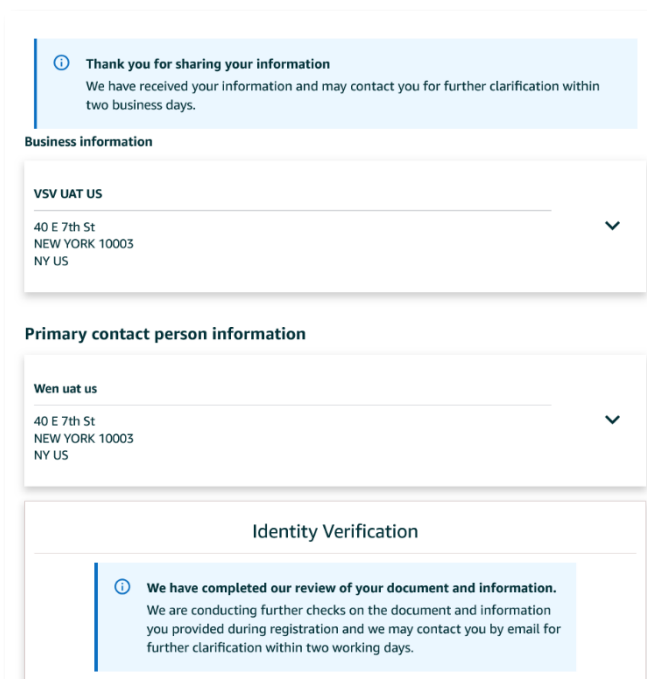 Thank you for sharing your information
We have received your information and may contact you for further clarification within
two business days.
Business information
VSV UAT US
40 E 7th St
NEW YORK 10003
NY US
Primary contact person information
Wen uat us
40 E 7th St
NEW YORK 10003
NY US
Identity Verification
We have completed our review of your document and information.
We are conducting further checks on the document and information
you provided during registration and we may contact you by email for
further clarification within two working days.